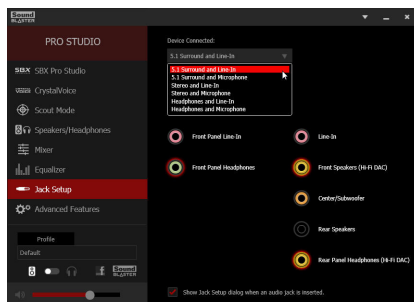 Sound
BLASTER
PRO STUDIO
SBX SBX Pro Studio
CrystalVoice
Scout Mode
Speakers/Headphones
Mixer
Equalizer
Jack Setup
Advanced Features
Profile
Default
Sound
BLASTER
Device Connected:
5.1 Surround and Line-In
5.1 Surround and Line-In
5.1 Surround and Microphone
Stereo and Line-In
Stereo and Microphone
Headphones and Line-In
Headphones and Microphone
Front Panel Line-In
Line-In
Front Panel Headphones
Front Speakers (Hi-Fi DAC)
Center/Subwoofer
Rear Speakers
Rear Panel Headphones (Hi-Fi DAC)
Show Jack Setup dialog when an audio jack is inserted.